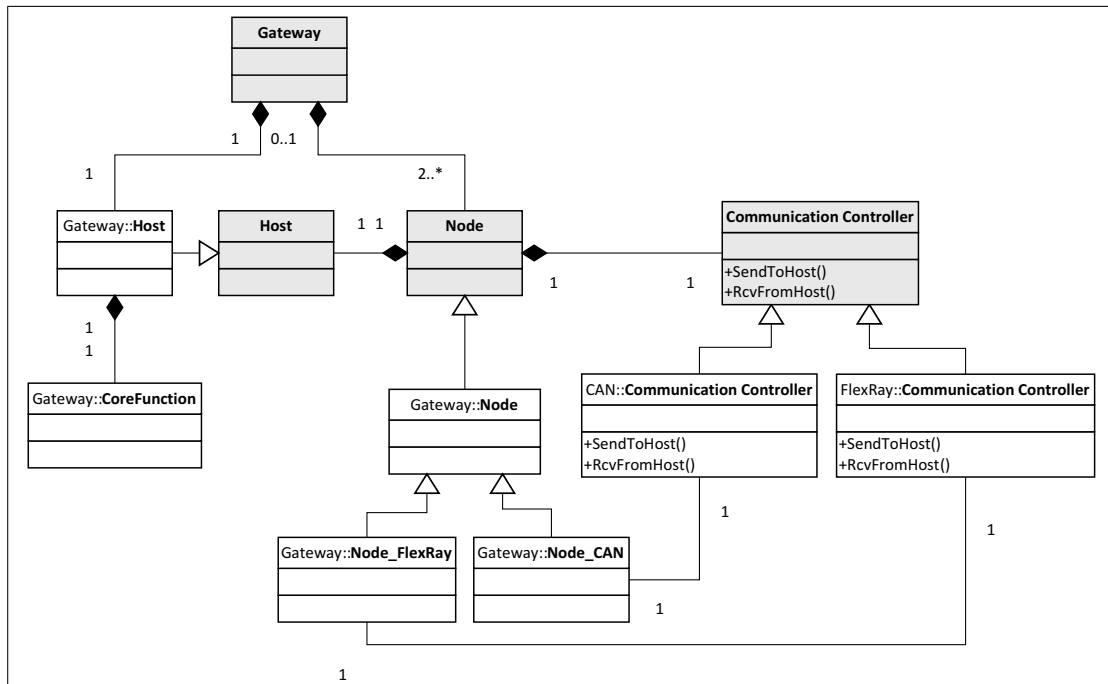 Gateway
1
0..1
1
2..*
Gateway::Host
Host
1 1
Node
Communication Controller
+SendToHost()
+RcvFromHost()
1
1
1
1
Gateway::CoreFunction
Gateway::Node
CAN::Communication Controller
+SendToHost()
+RcvFromHost()
FlexRay::Communication Controller
+SendToHost()
+RcvFromHost()
1
1
Gateway::Node_FlexRay
Gateway::Node_CAN
1
1